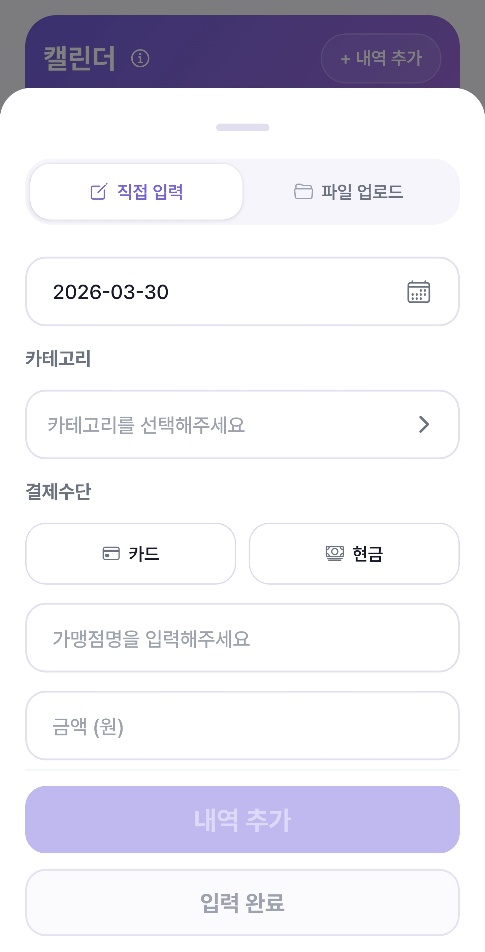 캘린더
+ 내역 추가
직접 입력
파일 업로드
2026-03-30
카테고리
카테고리를 선택해주세요
결제수단
카드
현금
가맹점명을 입력해주세요
금액 (원)
내역 추가
입력 완료